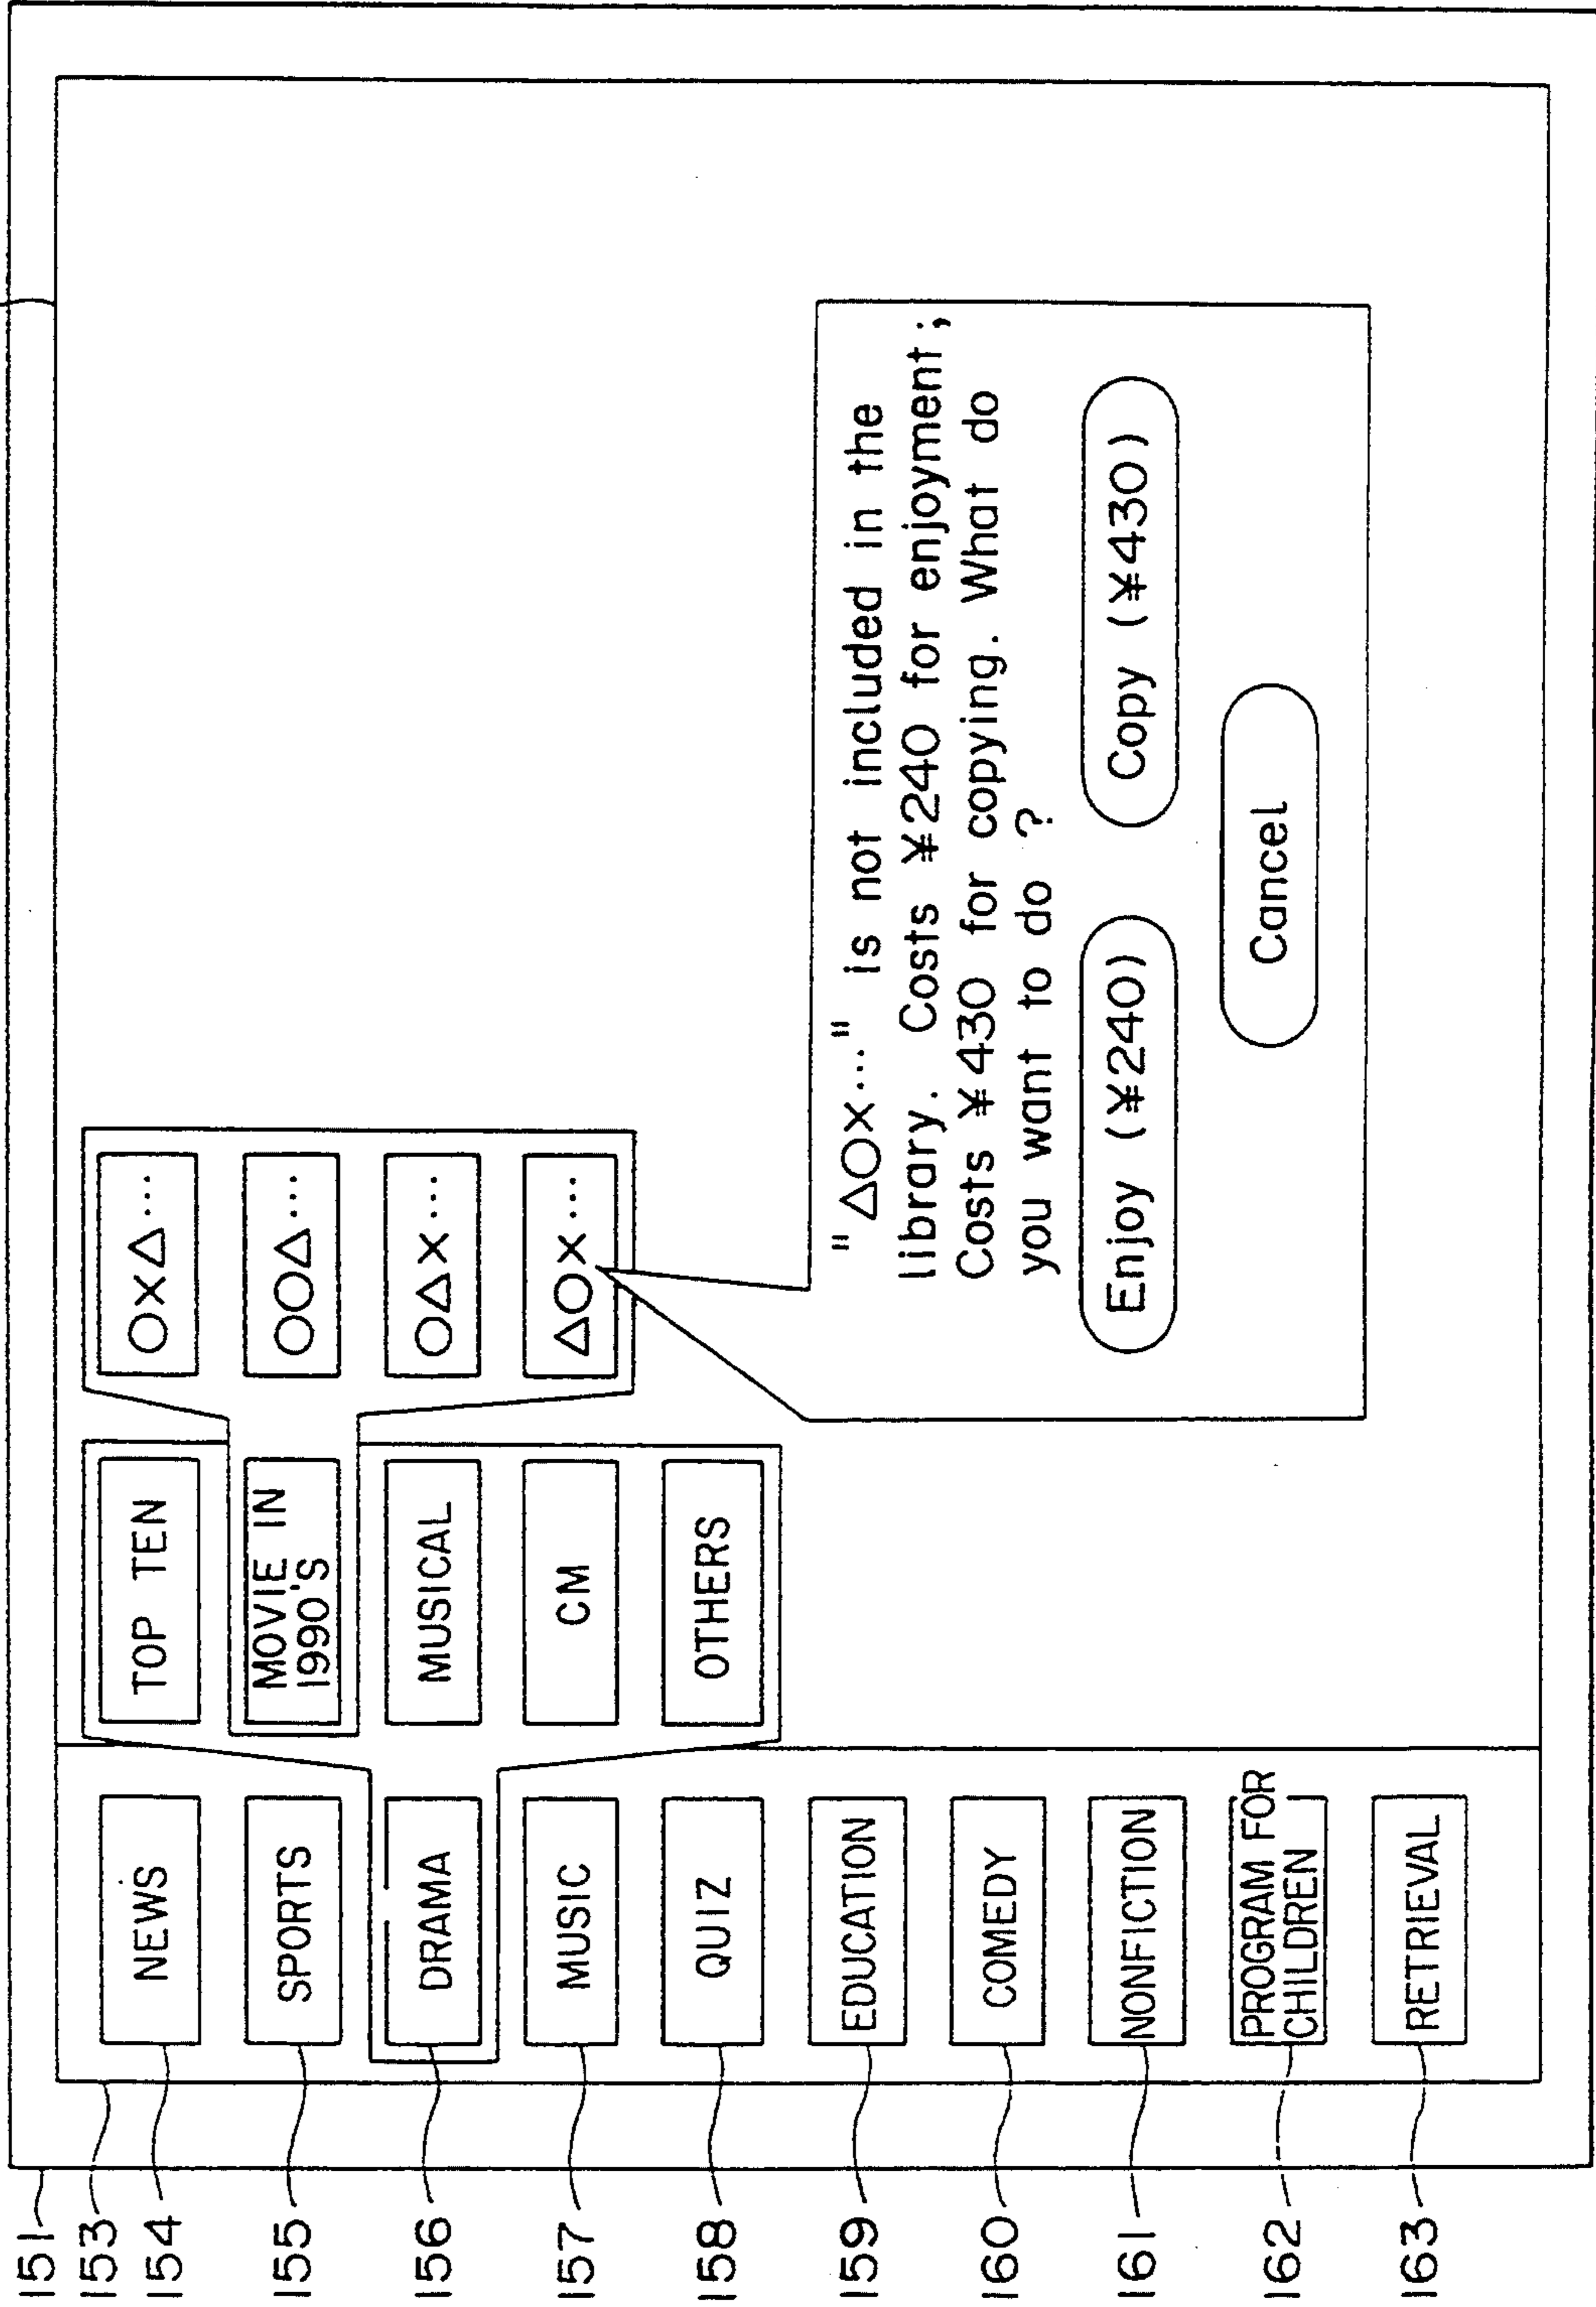 151
153
154
155
156
157
158
159
160
161
162
163
NEWS
SPORTS
DRAMA
MUSIC
QUIZ
EDUCATION
COMEDY
NONFICTION
PROGRAM FOR
CHILDREN
RETRIEVAL
TOP TEN
MOVIE IN
1990'S
MUSICAL
CM
OTHERS
○×△···
○○△···
○△×···
△○×···
"△○×···" is not included in the
library. Costs ¥240 for enjoyment;
Costs ¥430 for copying. What do
you want to do ?
Enjoy (¥240)
Copy (¥430)
Cancel